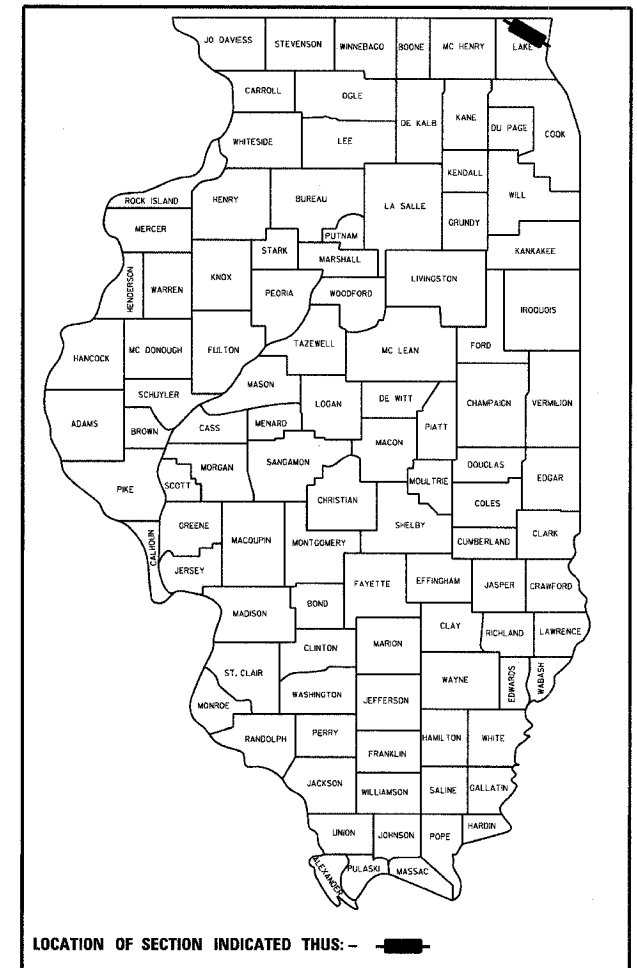 JO DAVIESS
STEVENSON
WINNEBAGO
BOONE
MC HENRY
LAKE
CARROLL
OGLE
DE KALB
KANE
DU PAGE
COOK
WHITESIDE
LEE
KENDALL
WILL
ROCK ISLAND
HENRY
BUREAU
LA SALLE
GRUNDY
MERCER
PUTNAM
STARK
MARSHALL
KANKAKEE
HENDERSON
WARREN
KNOX
PEORIA
WOODFORD
LIVINGSTON
IROQUOIS
HANCOCK
MC DONOUGH
FULTON
TAZEWELL
MC LEAN
FORD
MASON
SCHUYLER
LOGAN
DE WITT
CHAMPAIGN
VERMILION
ADAMS
BROWN
CASS
MENARD
MACON
PIATT
PIKE
SCOTT
MORGAN
SANGAMON
CHRISTIAN
MOULTRIE
DOUGLAS
EDGAR
COLES
SHELBY
CALHOUN
GREENE
MACOUPIN
MONTGOMERY
CUMBERLAND
CLARK
JERSEY
FAYETTE
EFFINGHAM
JASPER
CRAWFORD
MADISON
BOND
CLAY
RICHLAND
LAWRENCE
CLINTON
MARION
ST. CLAIR
WAYNE
EDWARDS
WABASH
WASHINGTON
JEFFERSON
MONROE
RANDOLPH
PERRY
HAMILTON
WHITE
FRANKLIN
JACKSON
WILLIAMSON
SALINE
GALLATIN
UNION
JOHNSON
POPE
HARDIN
ALEXANDER
PULASKI
MASSAC
LOCATION OF SECTION INDICATED THUS: -